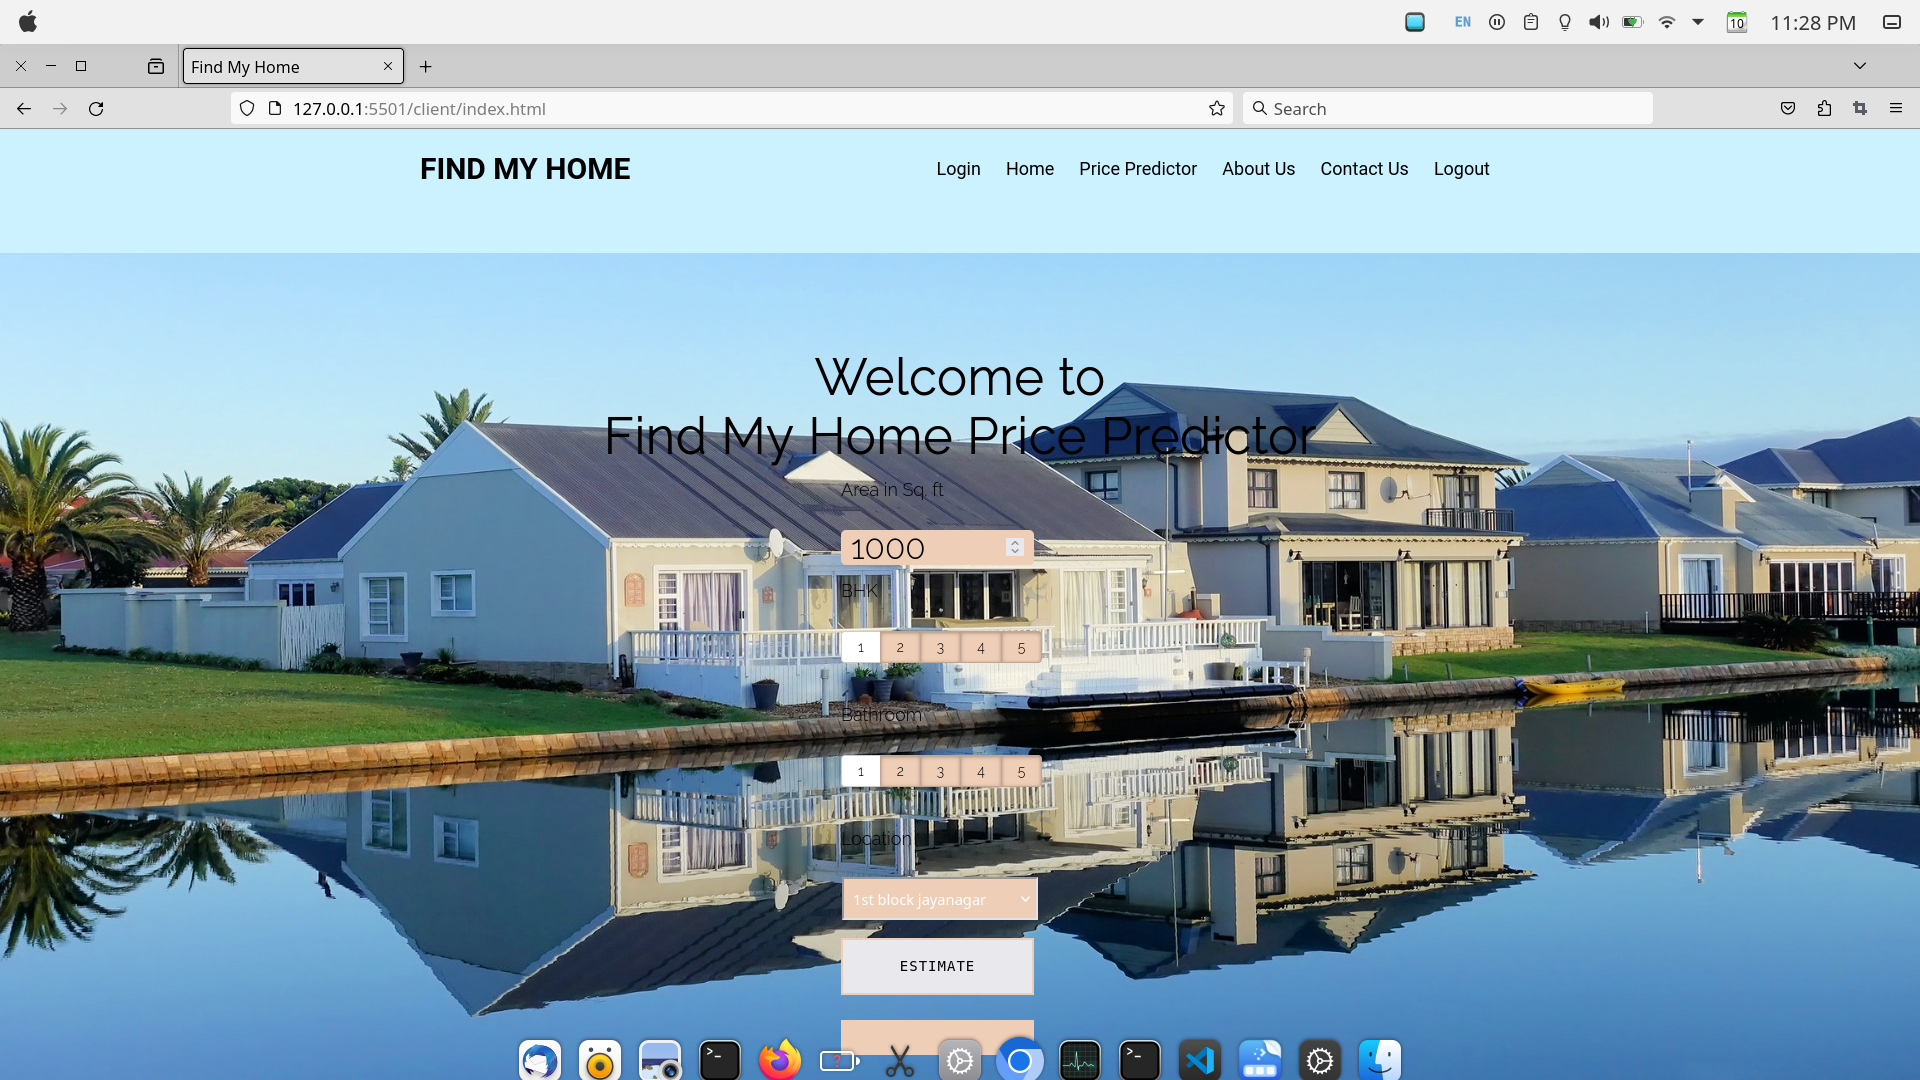 EN
10
11:28 PM
Find My Home
127.0.0.1:5501/client/index.html
Search
FIND MY HOME
Login Home Price Predictor About Us Contact Us Logout
Welcome to
Find My Home Price Predictor
Area in Sq. ft
1000
BHK
1 2 3 4 5
Bathroom
1 2 3 4 5
Location
1st block jayanagar
ESTIMATE